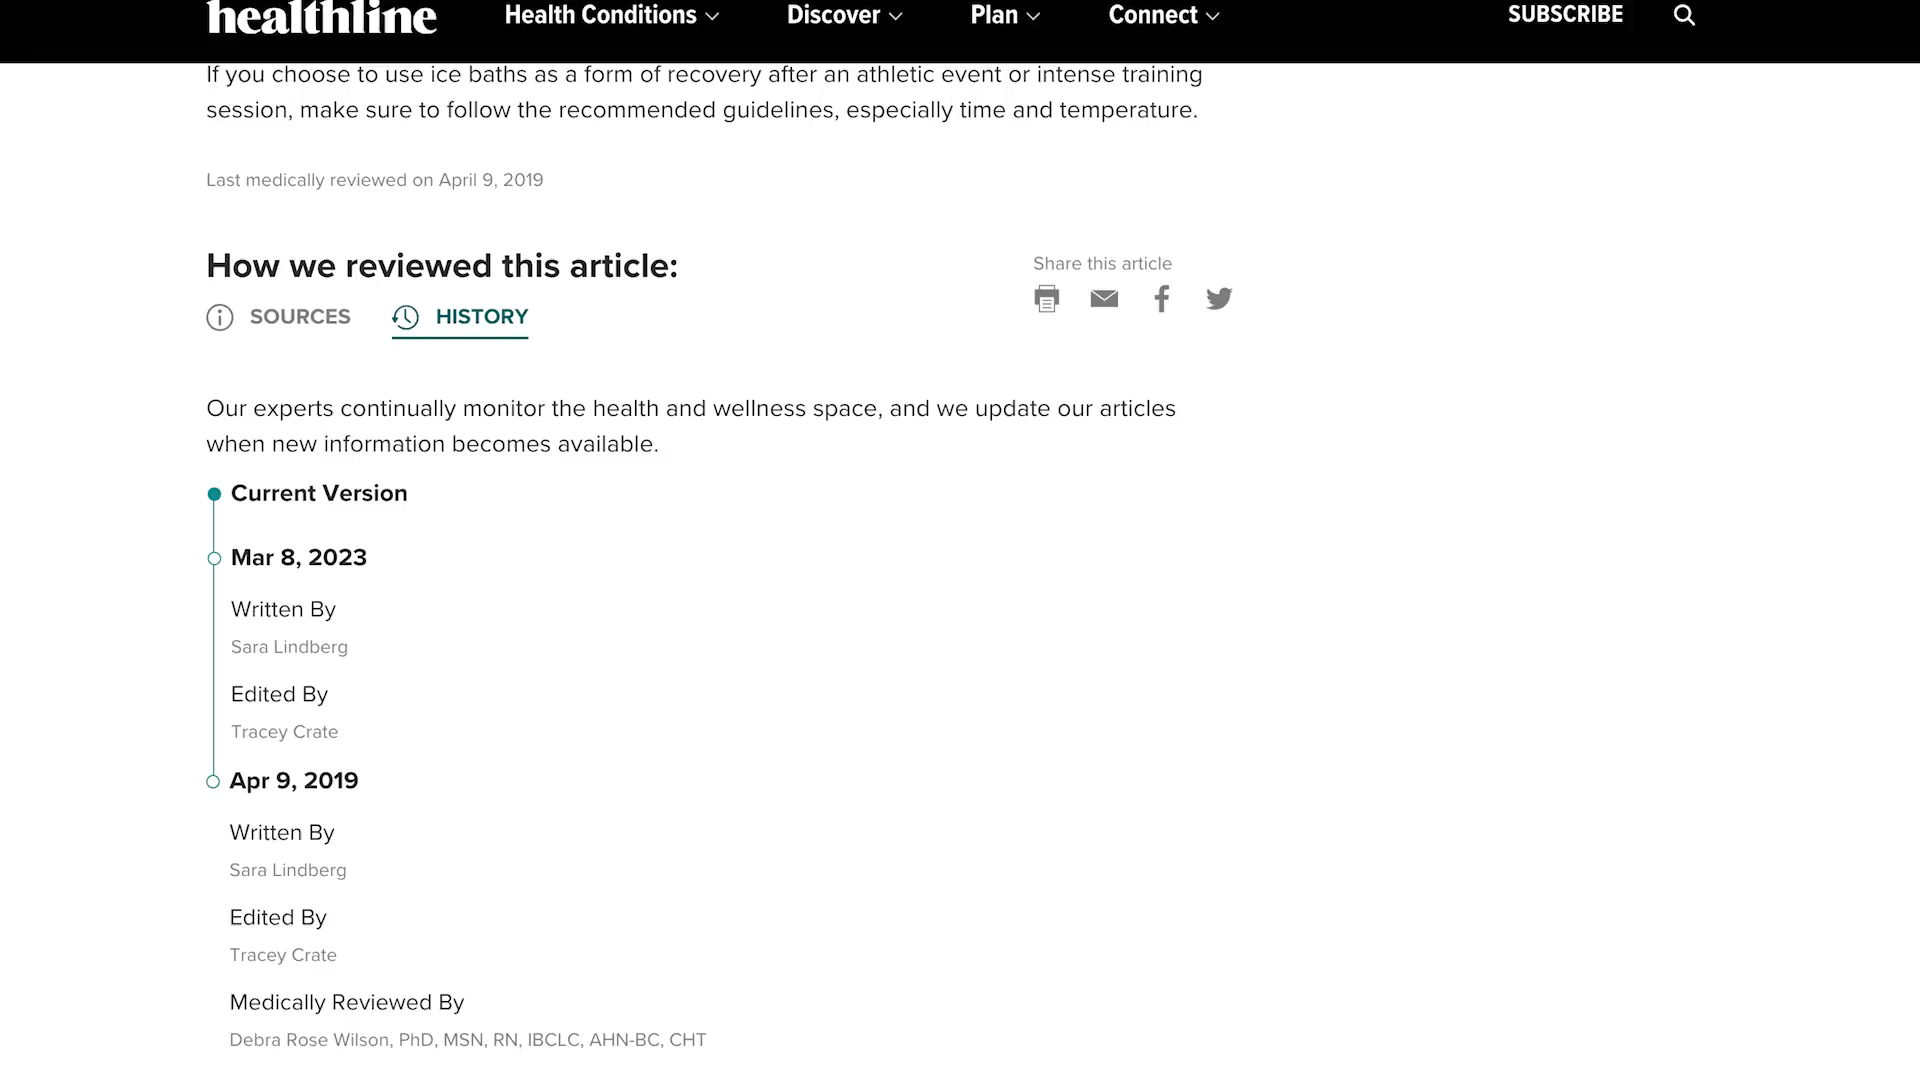 healthline
Health Conditions
Discover
Plan
Connect
SUBSCRIBE
If you choose to use ice baths as a form of recovery after an athletic event or intense training
session, make sure to follow the recommended guidelines, especially time and temperature.
Last medically reviewed on April 9, 2019
How we reviewed this article:
Share this article
SOURCES
HISTORY
Our experts continually monitor the health and wellness space, and we update our articles
when new information becomes available.
Current Version
Mar 8, 2023
Written By
Sara Lindberg
Edited By
Tracey Crate
Apr 9, 2019
Written By
Sara Lindberg
Edited By
Tracey Crate
Medically Reviewed By
Debra Rose Wilson, PhD, MSN, RN, IBCLC, AHN-BC, CHT